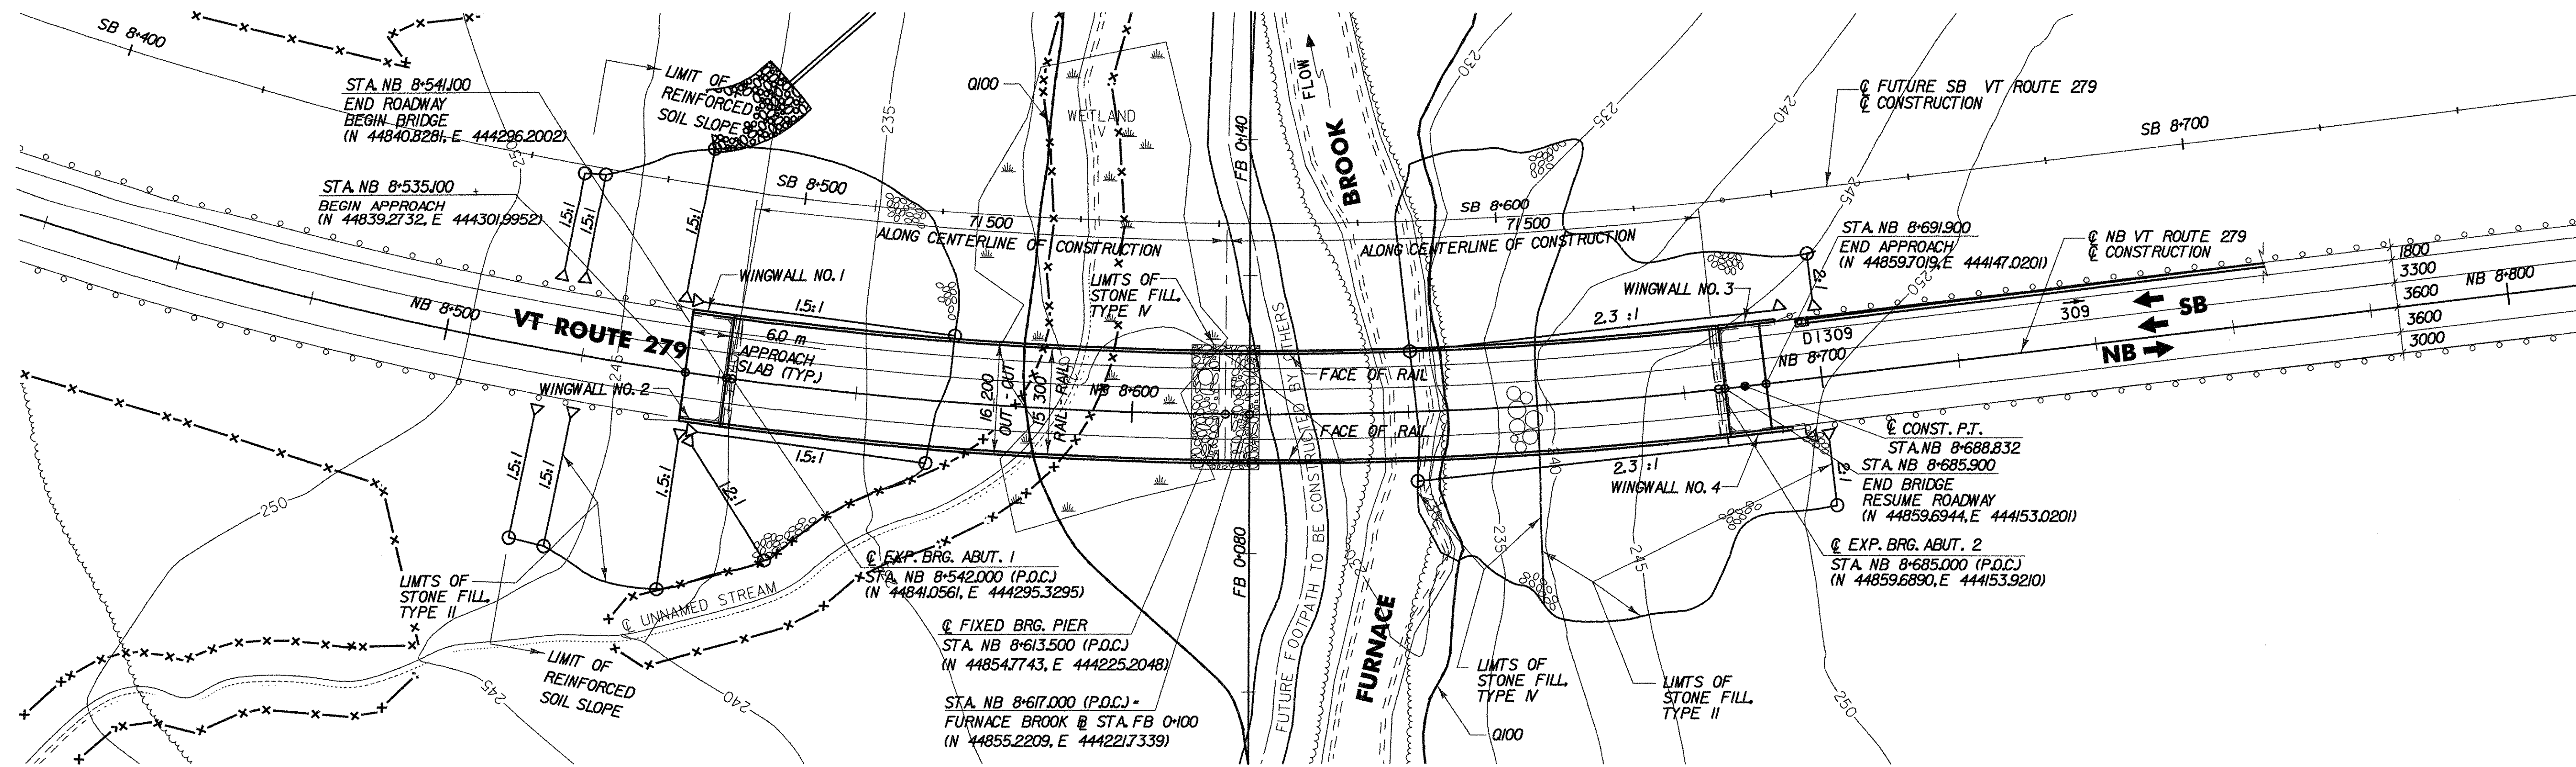 SB 8+400
STA. NB 8+541.100
END ROADWAY
BEGIN BRIDGE
(N 44840.8281, E 444296.2002)
250
STA. NB 8+535.100
BEGIN APPROACH
(N 44839.2732, E 444301.9952)
LIMIT OF
REINFORCED
SOIL SLOPE
235
Q100
WETLAND
V
FB 0+140
FLOW
BROOK
230
235
240
245
250
℄ FUTURE SB VT ROUTE 279
℄ CONSTRUCTION
SB 8+700
1.5:1
1.5:1
1.5:1
SB 8+500
71 500
ALONG CENTERLINE OF CONSTRUCTION
SB 8+600
71 500
ALONG CENTERLINE OF CONSTRUCTION
STA. NB 8+691.900
END APPROACH
(N 44859.7019, E 444147.0201)
℄ NB VT ROUTE 279
℄ CONSTRUCTION
1800
3300
3600
3600
3000
NB 8+800
WINGWALL NO. 1
1.5:1
LIMTS OF
STONE FILL,
TYPE IV
WINGWALL NO. 3
2:1
2.3 :1
D1309
309
SB
NB
NB 8+500
VT ROUTE 279
6.0 m
APPROACH
SLAB (TYP.)
245
WINGWALL NO. 2
16 200
OUT - OUT
15 300
RAIL - RAIL
NB 8+600
FACE OF RAIL
FACE OF RAIL
NB 8+700
FUTURE FOOTPATH TO BE CONSTRUCTED BY OTHERS
1.5:1
1.5:1
1.5:1
1.5:1
1.2:1
250
2.3 :1
WINGWALL NO. 4
2:1
235
240
245
℄ CONST. P.T.
STA. NB 8+688.832
STA. NB 8+685.900
END BRIDGE
RESUME ROADWAY
(N 44859.6944, E 444153.0201)
℄ EXP. BRG. ABUT. 2
STA. NB 8+685.000 (P.O.C.)
(N 44859.6890, E 444153.9210)
LIMTS OF
STONE FILL,
TYPE II
℄ UNNAMED STREAM
℄ EXP. BRG. ABUT. 1
STA. NB 8+542.000 (P.O.C.)
(N 44841.0561, E 444295.3295)
FB 0+080
FURNACE
℄ FIXED BRG. PIER
STA. NB 8+613.500 (P.O.C.)
(N 44854.7743, E 444225.2048)
STA. NB 8+617.000 (P.O.C.) =
FURNACE BROOK ⅊ STA. FB 0+100
(N 44855.2209, E 444221.7339)
LIMIT OF
REINFORCED
SOIL SLOPE
245
240
LIMTS OF
STONE FILL,
TYPE IV
Q100
LIMTS OF
STONE FILL,
TYPE II
250